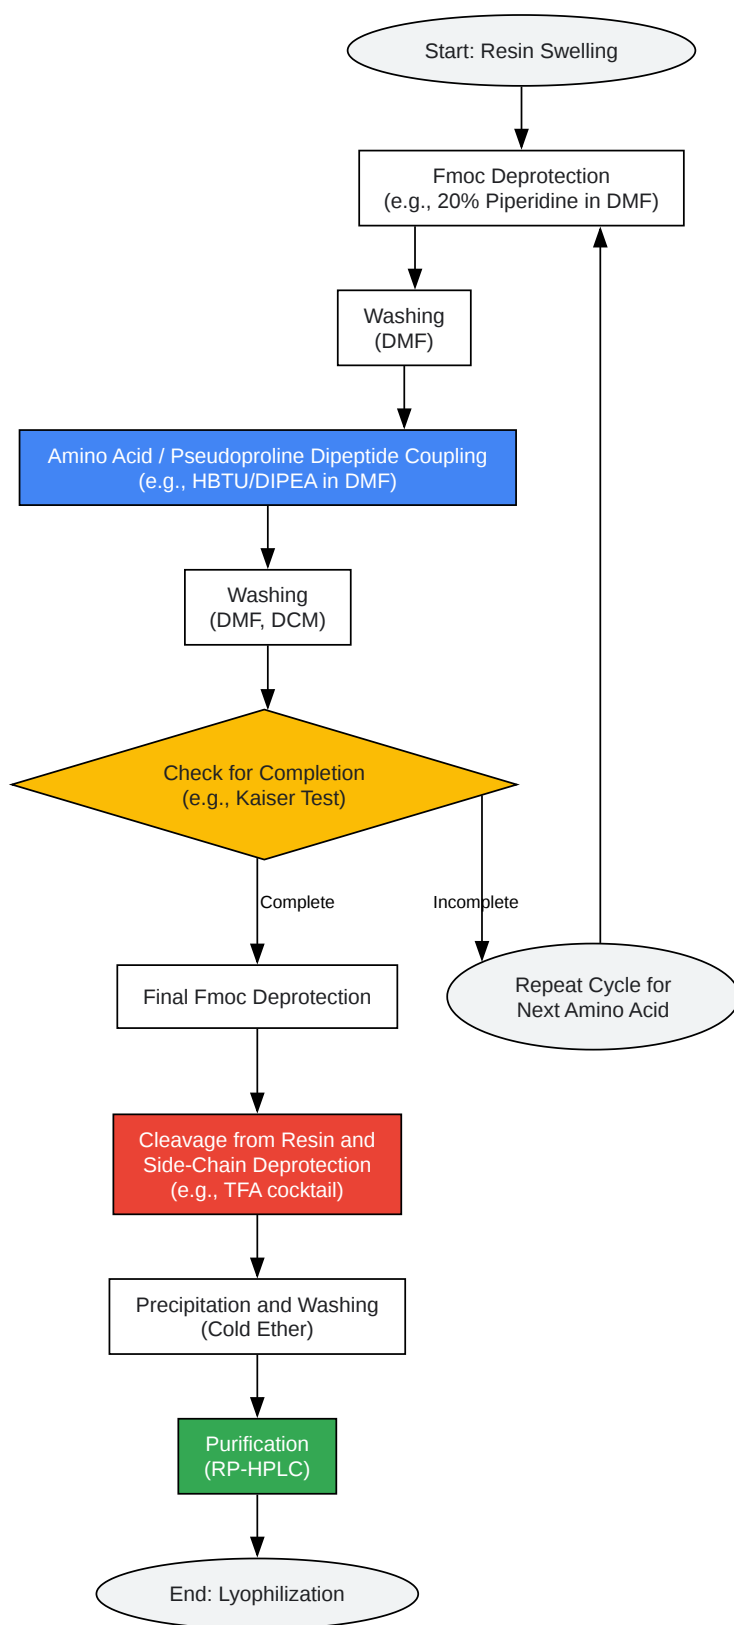 Start: Resin Swelling
Fmoc Deprotection
(e.g., 20% Piperidine in DMF)
Washing
(DMF)
Amino Acid / Pseudoproline Dipeptide Coupling
(e.g., HBTU/DIPEA in DMF)
Washing
(DMF, DCM)
Check for Completion
(e.g., Kaiser Test)
Complete
Incomplete
Final Fmoc Deprotection
Repeat Cycle for
Next Amino Acid
Cleavage from Resin and
Side-Chain Deprotection
(e.g., TFA cocktail)
Precipitation and Washing
(Cold Ether)
Purification
(RP-HPLC)
End: Lyophilization